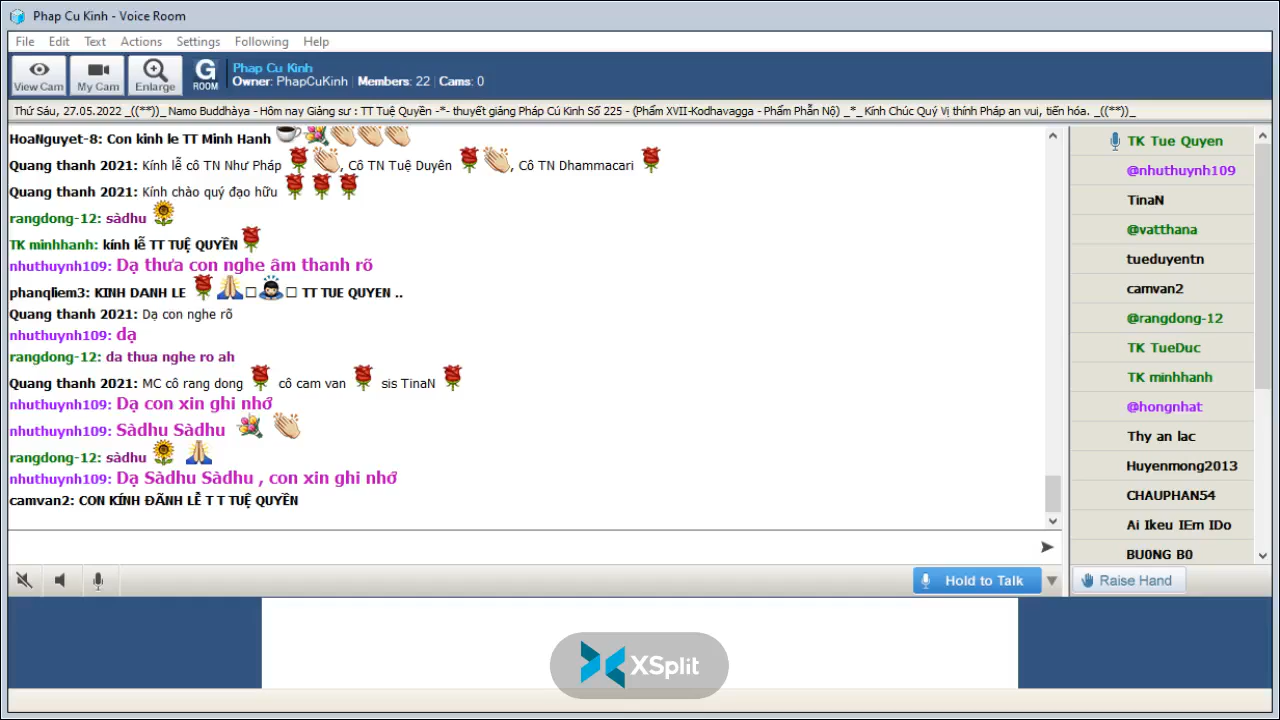 Phap Cu Kinh - Voice Room
File Edit Text Actions Settings Following Help
View Cam My Cam Enlarge G ROOM
Phap Cu Kinh
Owner: PhapCuKinh | Members: 22 | Cams: 0
Thứ Sáu, 27.05.2022 _((**))_ Namo Buddhàya - Hôm nay Giảng sư : TT Tuệ Quyền -*- thuyết giảng Pháp Cú Kinh Số 225 - (Phẩm XVII-Kodhavagga - Phẩm Phẫn Nộ) _*_ Kính Chúc Quý Vị thính Pháp an vui, tiến hóa. _((**))_
HoaNguyet-8: Con kinh le TT Minh Hanh
Quang thanh 2021: Kính lễ cô TN Như Pháp , Cô TN Tuệ Duyên , Cô TN Dhammacari
Quang thanh 2021: Kính chào quý đạo hữu
rangdong-12: sàdhu
TK minhhanh: kính lễ TT TUỆ QUYỀN
nhuthuynh109: Dạ thưa con nghe âm thanh rõ
phanqliem3: KINH DANH LE TT TUE QUYEN ..
Quang thanh 2021: Dạ con nghe rõ
nhuthuynh109: dạ
rangdong-12: da thua nghe ro ah
Quang thanh 2021: MC cô rang dong cô cam van sis TinaN
nhuthuynh109: Dạ con xin ghi nhớ
nhuthuynh109: Sàdhu Sàdhu
rangdong-12: sàdhu
nhuthuynh109: Dạ Sàdhu Sàdhu , con xin ghi nhớ
camvan2: CON KÍNH ĐÃNH LỄ T T TUỆ QUYỀN
TK Tue Quyen
@nhuthuynh109
TinaN
@vatthana
tueduyentn
camvan2
@rangdong-12
TK TueDuc
TK minhhanh
@hongnhat
Thy an lac
Huyenmong2013
CHAUPHAN54
Ai Ikeu IEm IDo
BU0NG B0
Hold to Talk
Raise Hand
XSplit